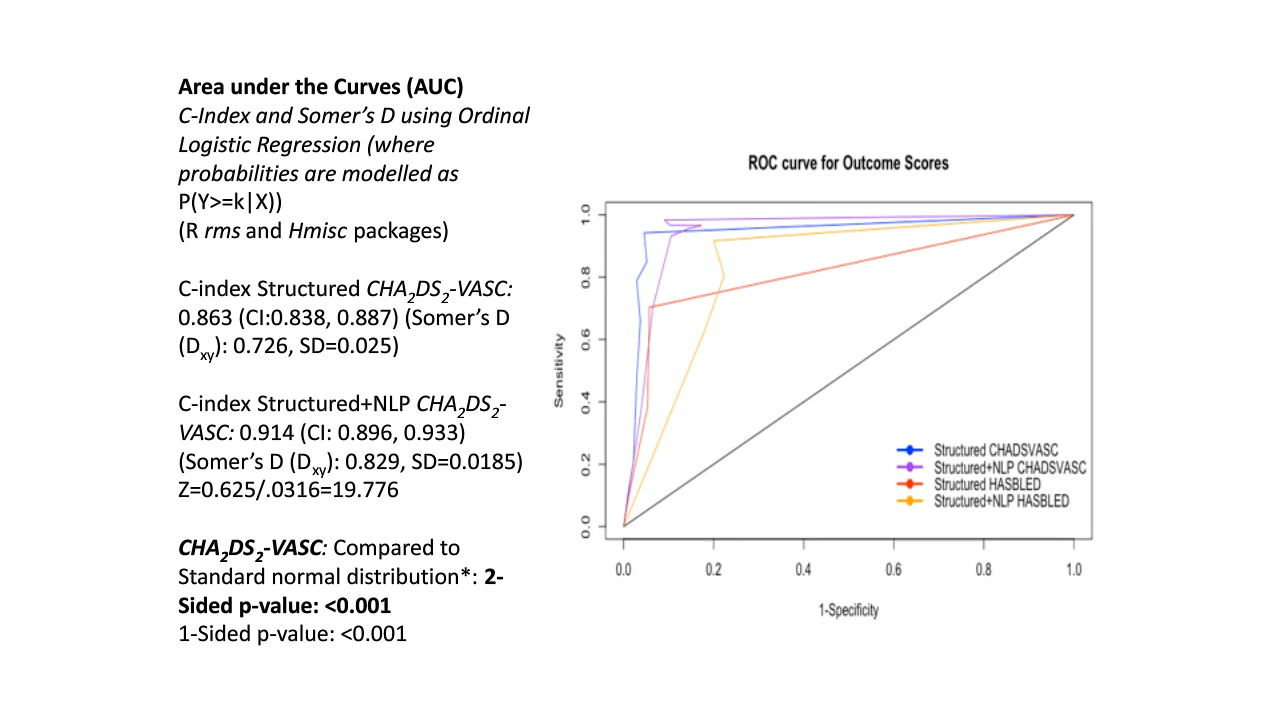 Area under the Curves (AUC)
C-Index and Somer’s D using Ordinal
Logistic Regression (where
probabilities are modelled as
P(Y>=k|X))
(R rms and Hmisc packages)
C-index Structured CHA2DS2-VASC:
0.863 (CI:0.838, 0.887) (Somer’s D
(Dxy): 0.726, SD=0.025)
C-index Structured+NLP CHA2DS2-
VASC: 0.914 (CI: 0.896, 0.933)
(Somer’s D (Dxy): 0.829, SD=0.0185)
Z=0.625/.0316=19.776
CHA2DS2-VASC: Compared to
Standard normal distribution*: 2-
Sided p-value: <0.001
1-Sided p-value: <0.001
ROC curve for Outcome Scores
Sensitivity
1.0
0.8
0.6
0.4
0.2
0.0
Structured CHADSVASC
Structured+NLP CHADSVASC
Structured HASBLED
Structured+NLP HASBLED
0.0 0.2 0.4 0.6 0.8 1.0
1-Specificity